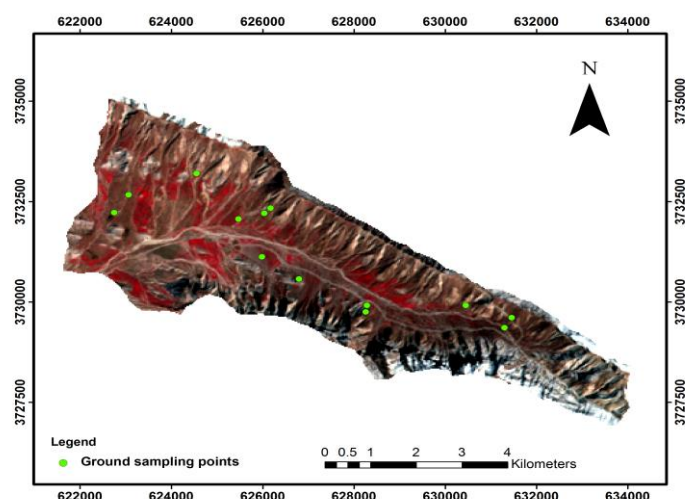 622000 624000 626000 628000 630000 632000 634000
N
3735000 3735000
3732500 3732500
3730000 3730000
3727500 3727500
Legend
Ground sampling points
0 0.5 1 2 3 4
Kilometers
622000 624000 626000 628000 630000 632000 634000